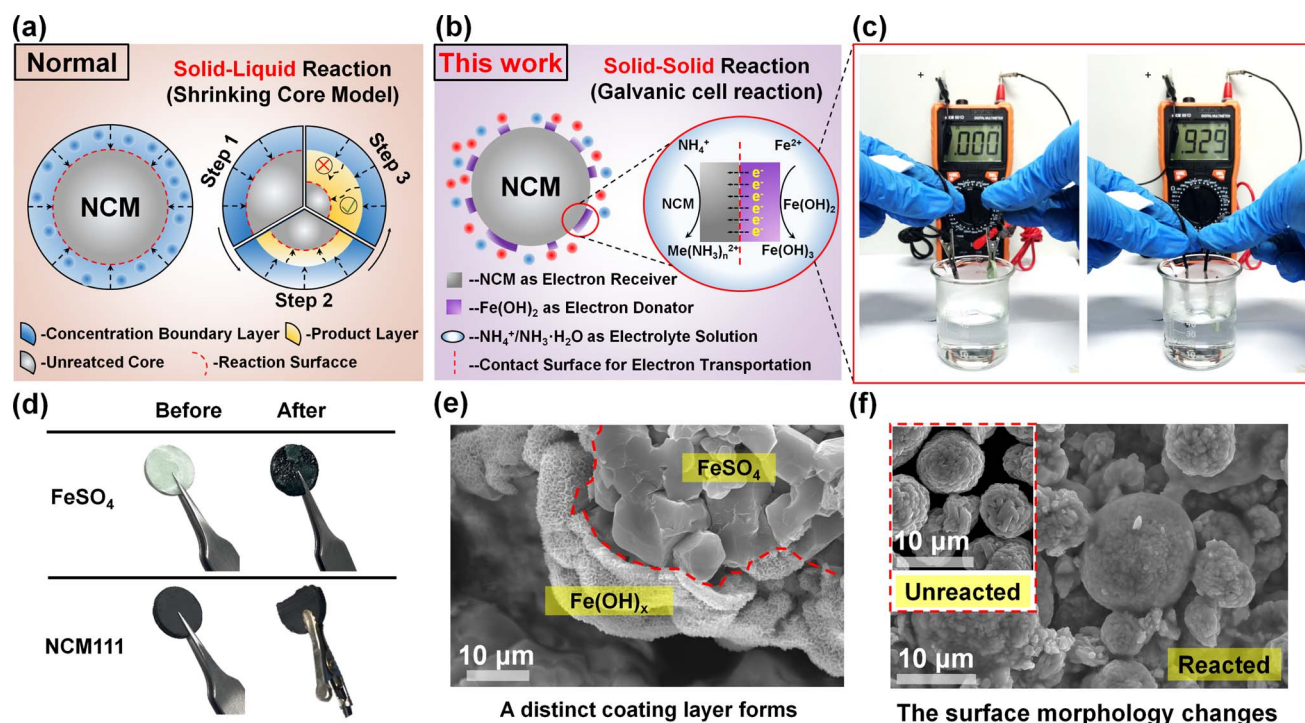 (a)
Normal
Solid-Liquid Reaction
(Shrinking Core Model)
NCM
Step 1
Step 3
Step 2
-Concentration Boundary Layer
-Product Layer
-Unreatced Core
-Reaction Surfacce
(b)
This work
Solid-Solid Reaction
(Galvanic cell reaction)
NCM
NH₄⁺
Fe²⁺
NCM
e⁻
e⁻
e⁻
e⁻
e⁻
e⁻
Fe(OH)₂
Me(NH₃)ₙ²⁺
Fe(OH)₃
--NCM as Electron Receiver
--Fe(OH)₂ as Electron Donator
--NH₄⁺/NH₃·H₂O as Electrolyte Solution
--Contact Surface for Electron Transportation
(c)
+
.000
+
-
.929
(d)
Before
After
FeSO₄
NCM111
(e)
FeSO₄
Fe(OH)ₓ
10 μm
A distinct coating layer forms
(f)
10 μm
Unreacted
10 μm
Reacted
The surface morphology changes